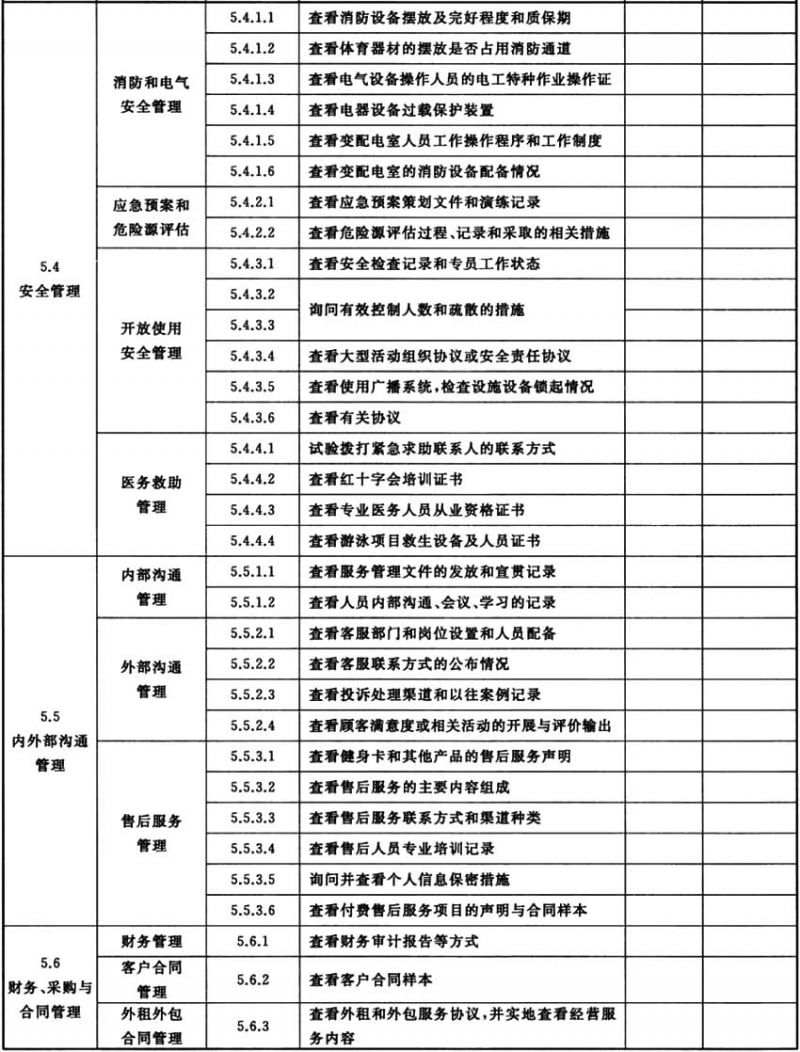 5.4
安全管理
消防和电气
安全管理
5.4.1.1 查看消防设备摆放及完好程度和质保期
5.4.1.2 查看体育器材的摆放是否占用消防通道
5.4.1.3 查看电气设备操作人员的电工特种作业操作证
5.4.1.4 查看电器设备过载保护装置
5.4.1.5 查看变配电室人员工作操作程序和工作制度
5.4.1.6 查看变配电室的消防设备配备情况
应急预案和
危险源评估
5.4.2.1 查看应急预案策划文件和演练记录
5.4.2.2 查看危险源评估过程、记录和采取的相关措施
开放使用
安全管理
5.4.3.1 查看安全检查记录和专员工作状态
5.4.3.2
5.4.3.3
询问有效控制人数和疏散的措施
5.4.3.4 查看大型活动组织协议或安全责任协议
5.4.3.5 查看使用广播系统,检查设施设备锁起情况
5.4.3.6 查看有关协议
医务救助
管理
5.4.4.1 试验拨打紧急求助联系人的联系方式
5.4.4.2 查看红十字会培训证书
5.4.4.3 查看专业医务人员从业资格证书
5.4.4.4 查看游泳项目救生设备及人员证书
5.5
内外部沟通
管理
内部沟通
管理
5.5.1.1 查看服务管理文件的发放和宣贯记录
5.5.1.2 查看人员内部沟通、会议、学习的记录
外部沟通
管理
5.5.2.1 查看客服部门和岗位设置和人员配备
5.5.2.2 查看客服联系方式的公布情况
5.5.2.3 查看投诉处理渠道和以往案例记录
5.5.2.4 查看顾客满意度或相关活动的开展与评价输出
售后服务
管理
5.5.3.1 查看健身卡和其他产品的售后服务声明
5.5.3.2 查看售后服务的主要内容组成
5.5.3.3 查看售后服务联系方式和渠道种类
5.5.3.4 查看售后人员专业培训记录
5.5.3.5 询问并查看个人信息保密措施
5.5.3.6 查看付费售后服务项目的声明与合同样本
5.6
财务、采购与
合同管理
财务管理 5.6.1 查看财务审计报告等方式
客户合同
管理
5.6.2 查看客户合同样本
外租外包
合同管理
5.6.3 查看外租和外包服务协议,并实地查看经营服
务内容